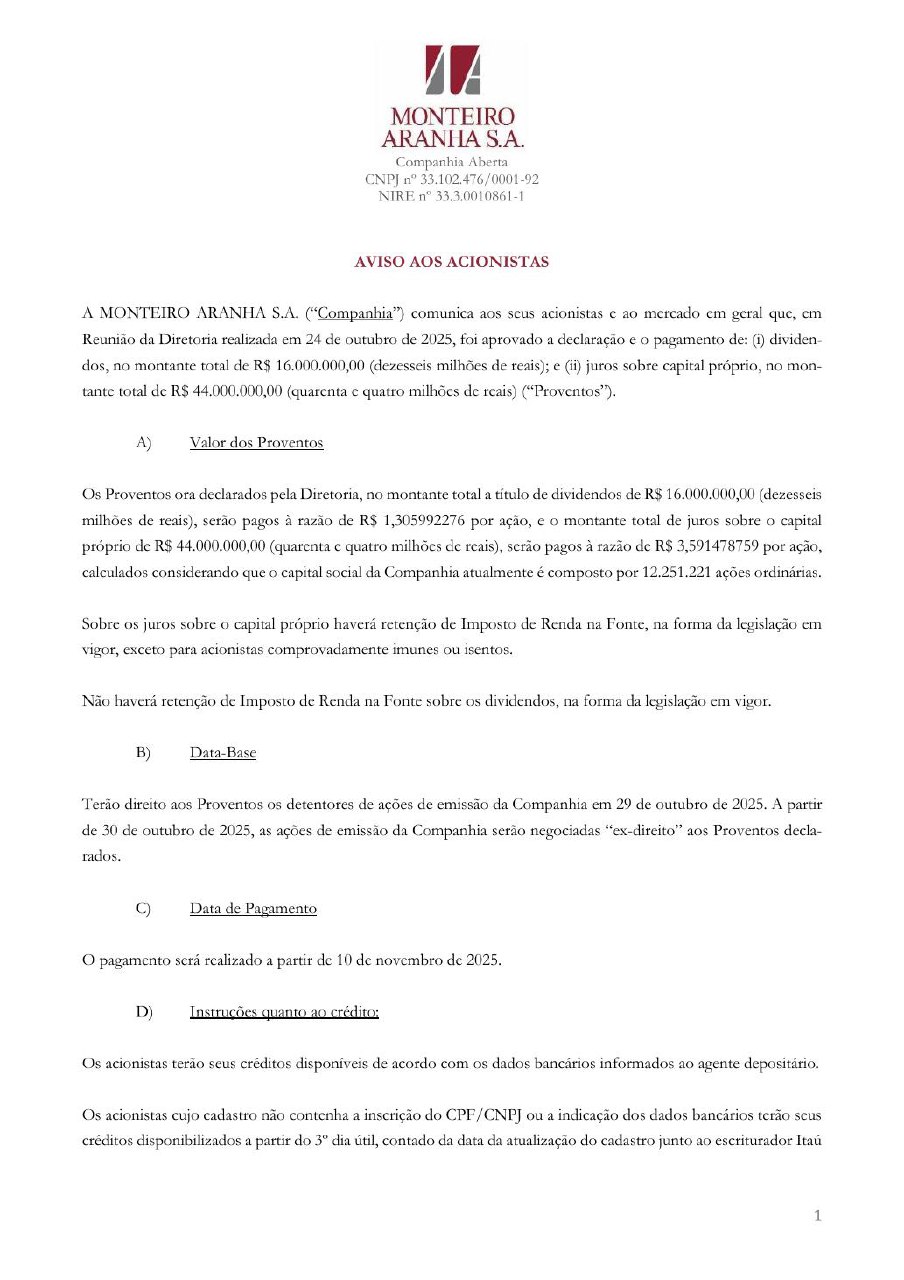 MONTEIRO
ARANHA S.A.
Companhia Aberta
CNPJ nº 33.102.476/0001-92
NIRE nº 33.3.0010861-1
AVISO AOS ACIONISTAS
A MONTEIRO ARANHA S.A. (“Companhia”) comunica aos seus acionistas e ao mercado em geral que, em
Reunião da Diretoria realizada em 24 de outubro de 2025, foi aprovado a declaração e o pagamento de: (i) dividen-
dos, no montante total de R$ 16.000.000,00 (dezesseis milhões de reais); e (ii) juros sobre capital próprio, no mon-
tante total de R$ 44.000.000,00 (quarenta e quatro milhões de reais) (“Proventos”).
A) Valor dos Proventos
Os Proventos ora declarados pela Diretoria, no montante total a título de dividendos de R$ 16.000.000,00 (dezesseis
milhões de reais), serão pagos à razão de R$ 1,305992276 por ação, e o montante total de juros sobre o capital
próprio de R$ 44.000.000,00 (quarenta e quatro milhões de reais), serão pagos à razão de R$ 3,591478759 por ação,
calculados considerando que o capital social da Companhia atualmente é composto por 12.251.221 ações ordinárias.
Sobre os juros sobre o capital próprio haverá retenção de Imposto de Renda na Fonte, na forma da legislação em
vigor, exceto para acionistas comprovadamente imunes ou isentos.
Não haverá retenção de Imposto de Renda na Fonte sobre os dividendos, na forma da legislação em vigor.
B) Data-Base
Terão direito aos Proventos os detentores de ações de emissão da Companhia em 29 de outubro de 2025. A partir
de 30 de outubro de 2025, as ações de emissão da Companhia serão negociadas “ex-direito” aos Proventos decla-
rados.
C) Data de Pagamento
O pagamento será realizado a partir de 10 de novembro de 2025.
D) Instruções quanto ao crédito:
Os acionistas terão seus créditos disponíveis de acordo com os dados bancários informados ao agente depositário.
Os acionistas cujo cadastro não contenha a inscrição do CPF/CNPJ ou a indicação dos dados bancários terão seus
créditos disponibilizados a partir do 3º dia útil, contado da data da atualização do cadastro junto ao escriturador Itaú
1